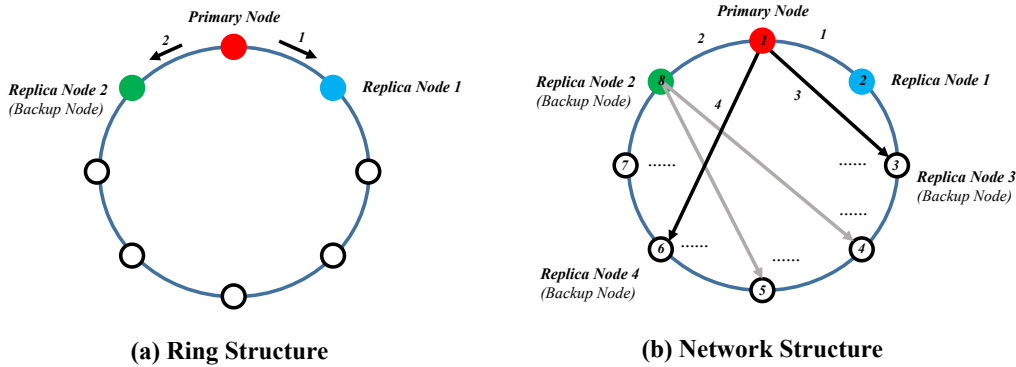 Primary Node
2
1
Replica Node 2
(Backup Node)
Replica Node 1
(a) Ring Structure
Primary Node
2
1
1
Replica Node 2
(Backup Node)
8
2
Replica Node 1
4
3
7
......
......
3
Replica Node 3
(Backup Node)
......
6
......
4
......
Replica Node 4
(Backup Node)
5
(b) Network Structure